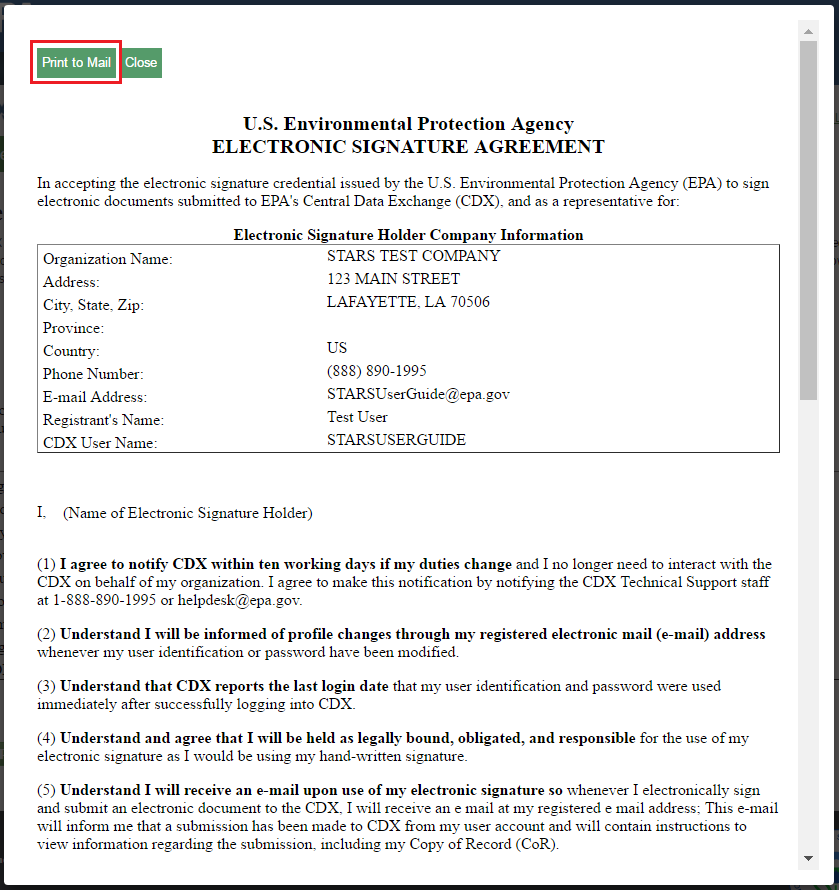 Print to Mail Close
U.S. Environmental Protection Agency
ELECTRONIC SIGNATURE AGREEMENT
In accepting the electronic signature credential issued by the U.S. Environmental Protection Agency (EPA) to sign
electronic documents submitted to EPA's Central Data Exchange (CDX), and as a representative for:
Electronic Signature Holder Company Information
Organization Name: STARS TEST COMPANY
Address: 123 MAIN STREET
City, State, Zip: LAFAYETTE, LA 70506
Province:
Country: US
Phone Number: (888) 890-1995
E-mail Address: STARSUserGuide@epa.gov
Registrant's Name: Test User
CDX User Name: STARSUSERGUIDE
I, (Name of Electronic Signature Holder)
(1) I agree to notify CDX within ten working days if my duties change and I no longer need to interact with the
CDX on behalf of my organization. I agree to make this notification by notifying the CDX Technical Support staff
at 1-888-890-1995 or helpdesk@epa.gov.
(2) Understand I will be informed of profile changes through my registered electronic mail (e-mail) address
whenever my user identification or password have been modified.
(3) Understand that CDX reports the last login date that my user identification and password were used
immediately after successfully logging into CDX.
(4) Understand and agree that I will be held as legally bound, obligated, and responsible for the use of my
electronic signature as I would be using my hand-written signature.
(5) Understand I will receive an e-mail upon use of my electronic signature so whenever I electronically sign
and submit an electronic document to the CDX, I will receive an e mail at my registered e mail address; This e-mail
will inform me that a submission has been made to CDX from my user account and will contain instructions to
view information regarding the submission, including my Copy of Record (CoR).